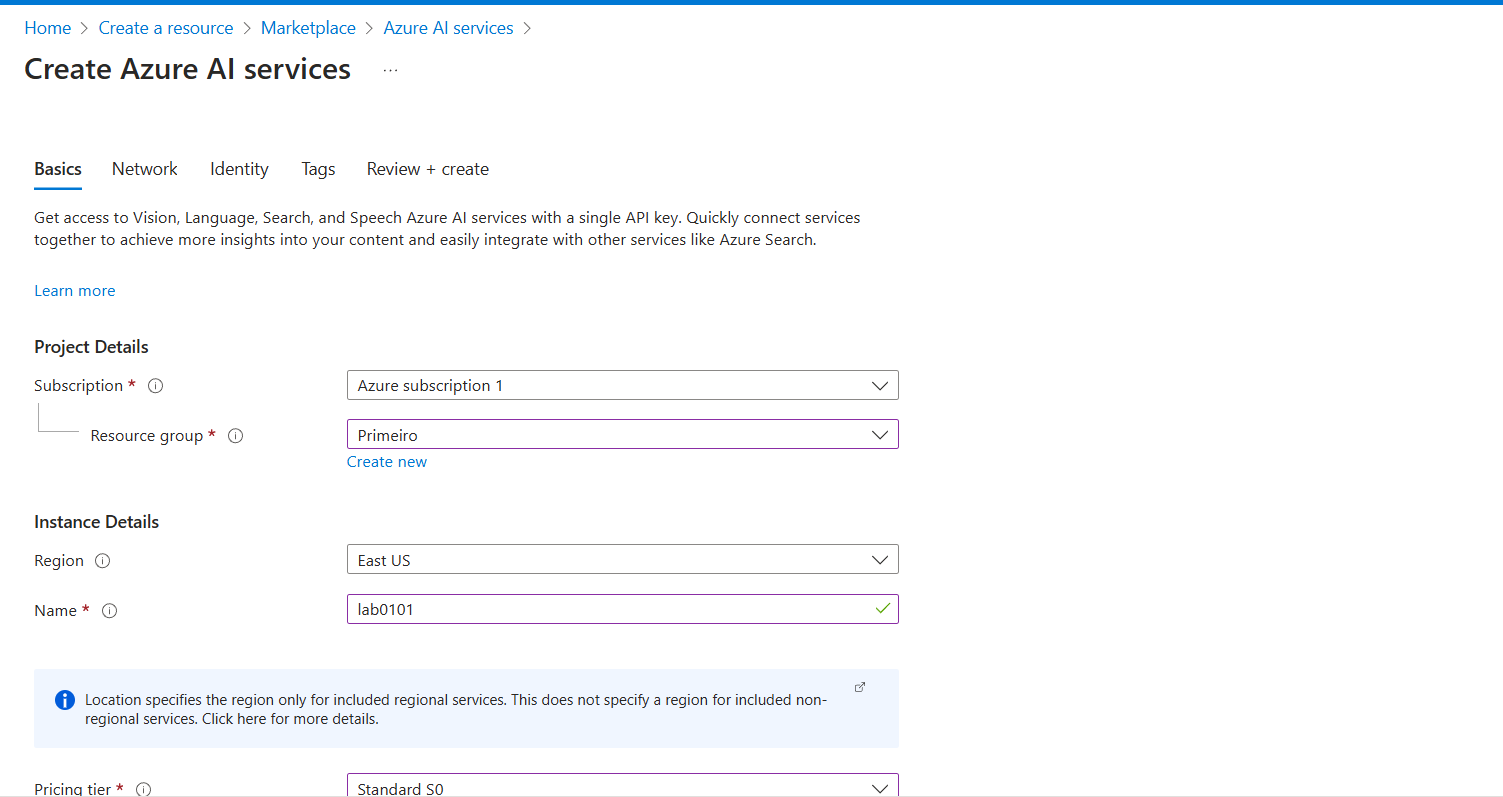 Home > Create a resource > Marketplace > Azure AI services >
Create Azure AI services ...
Basics Network Identity Tags Review + create
Get access to Vision, Language, Search, and Speech Azure AI services with a single API key. Quickly connect services
together to achieve more insights into your content and easily integrate with other services like Azure Search.
Learn more
Project Details
Subscription * Azure subscription 1
Resource group * Primeiro
Create new
Instance Details
Region East US
Name * lab0101
Location specifies the region only for included regional services. This does not specify a region for included non-
regional services. Click here for more details.
Pricing tier * Standard S0